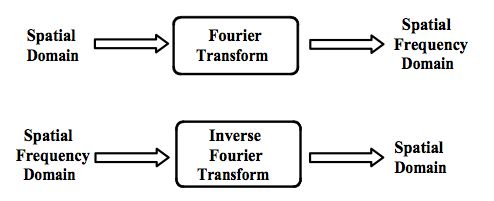 Spatial
Domain
Fourier
Transform
Spatial
Frequency
Domain
Spatial
Frequency
Domain
Inverse
Fourier
Transform
Spatial
Domain